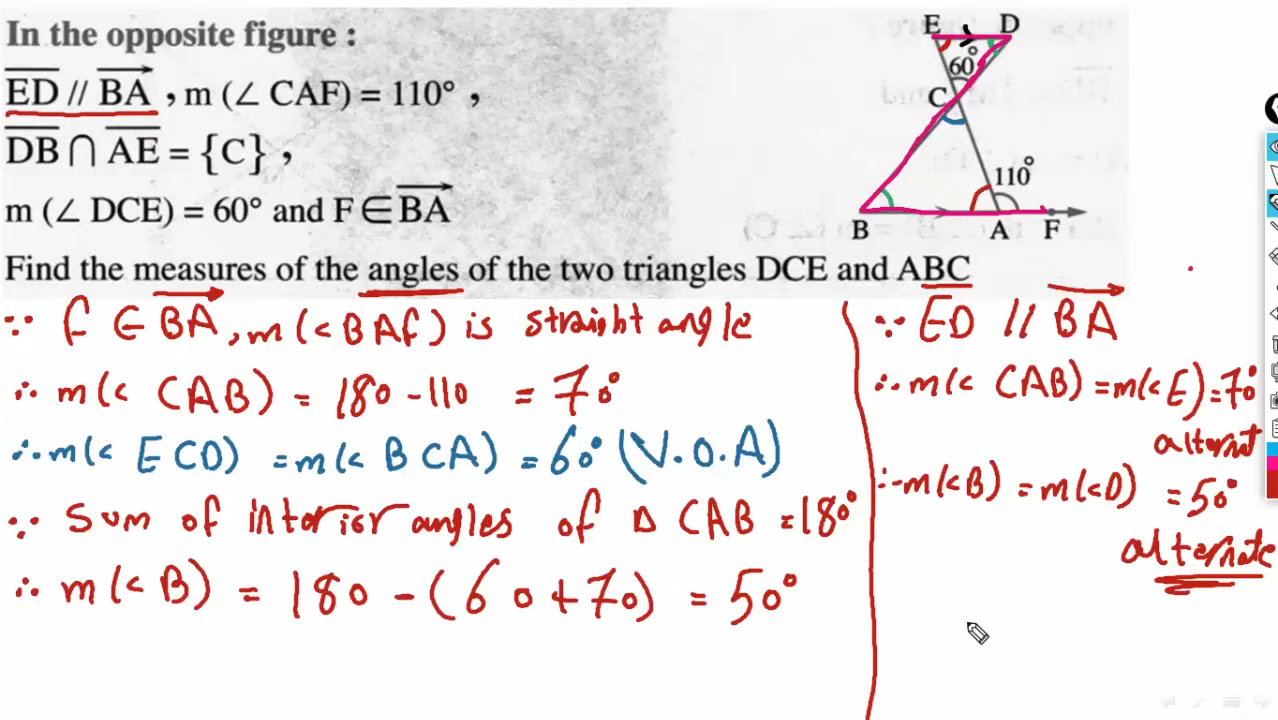 In the opposite figure :
ED // BA , m (∠ CAF) = 110° ,
DB ∩ AE = {C} ,
m (∠ DCE) = 60° and F ∈ BA
Find the measures of the angles of the two triangles DCE and ABC
E D
60°
C
110°
B A F
∵ F ∈ BA, m(< BAF) is straight angle
∴ m(< CAB) = 180 - 110 = 70°
∴ m(< ECD) = m(< BCA) = 60° (V.O.A)
∵ Sum of interior angles of Δ CAB = 180°
∴ m(< B) = 180 - (60 + 70) = 50°
∵ ED // BA
∴ m(< CAB) = m(< E) = 70°
alternt
∴ m(<B) = m(<D) = 50°
alternate